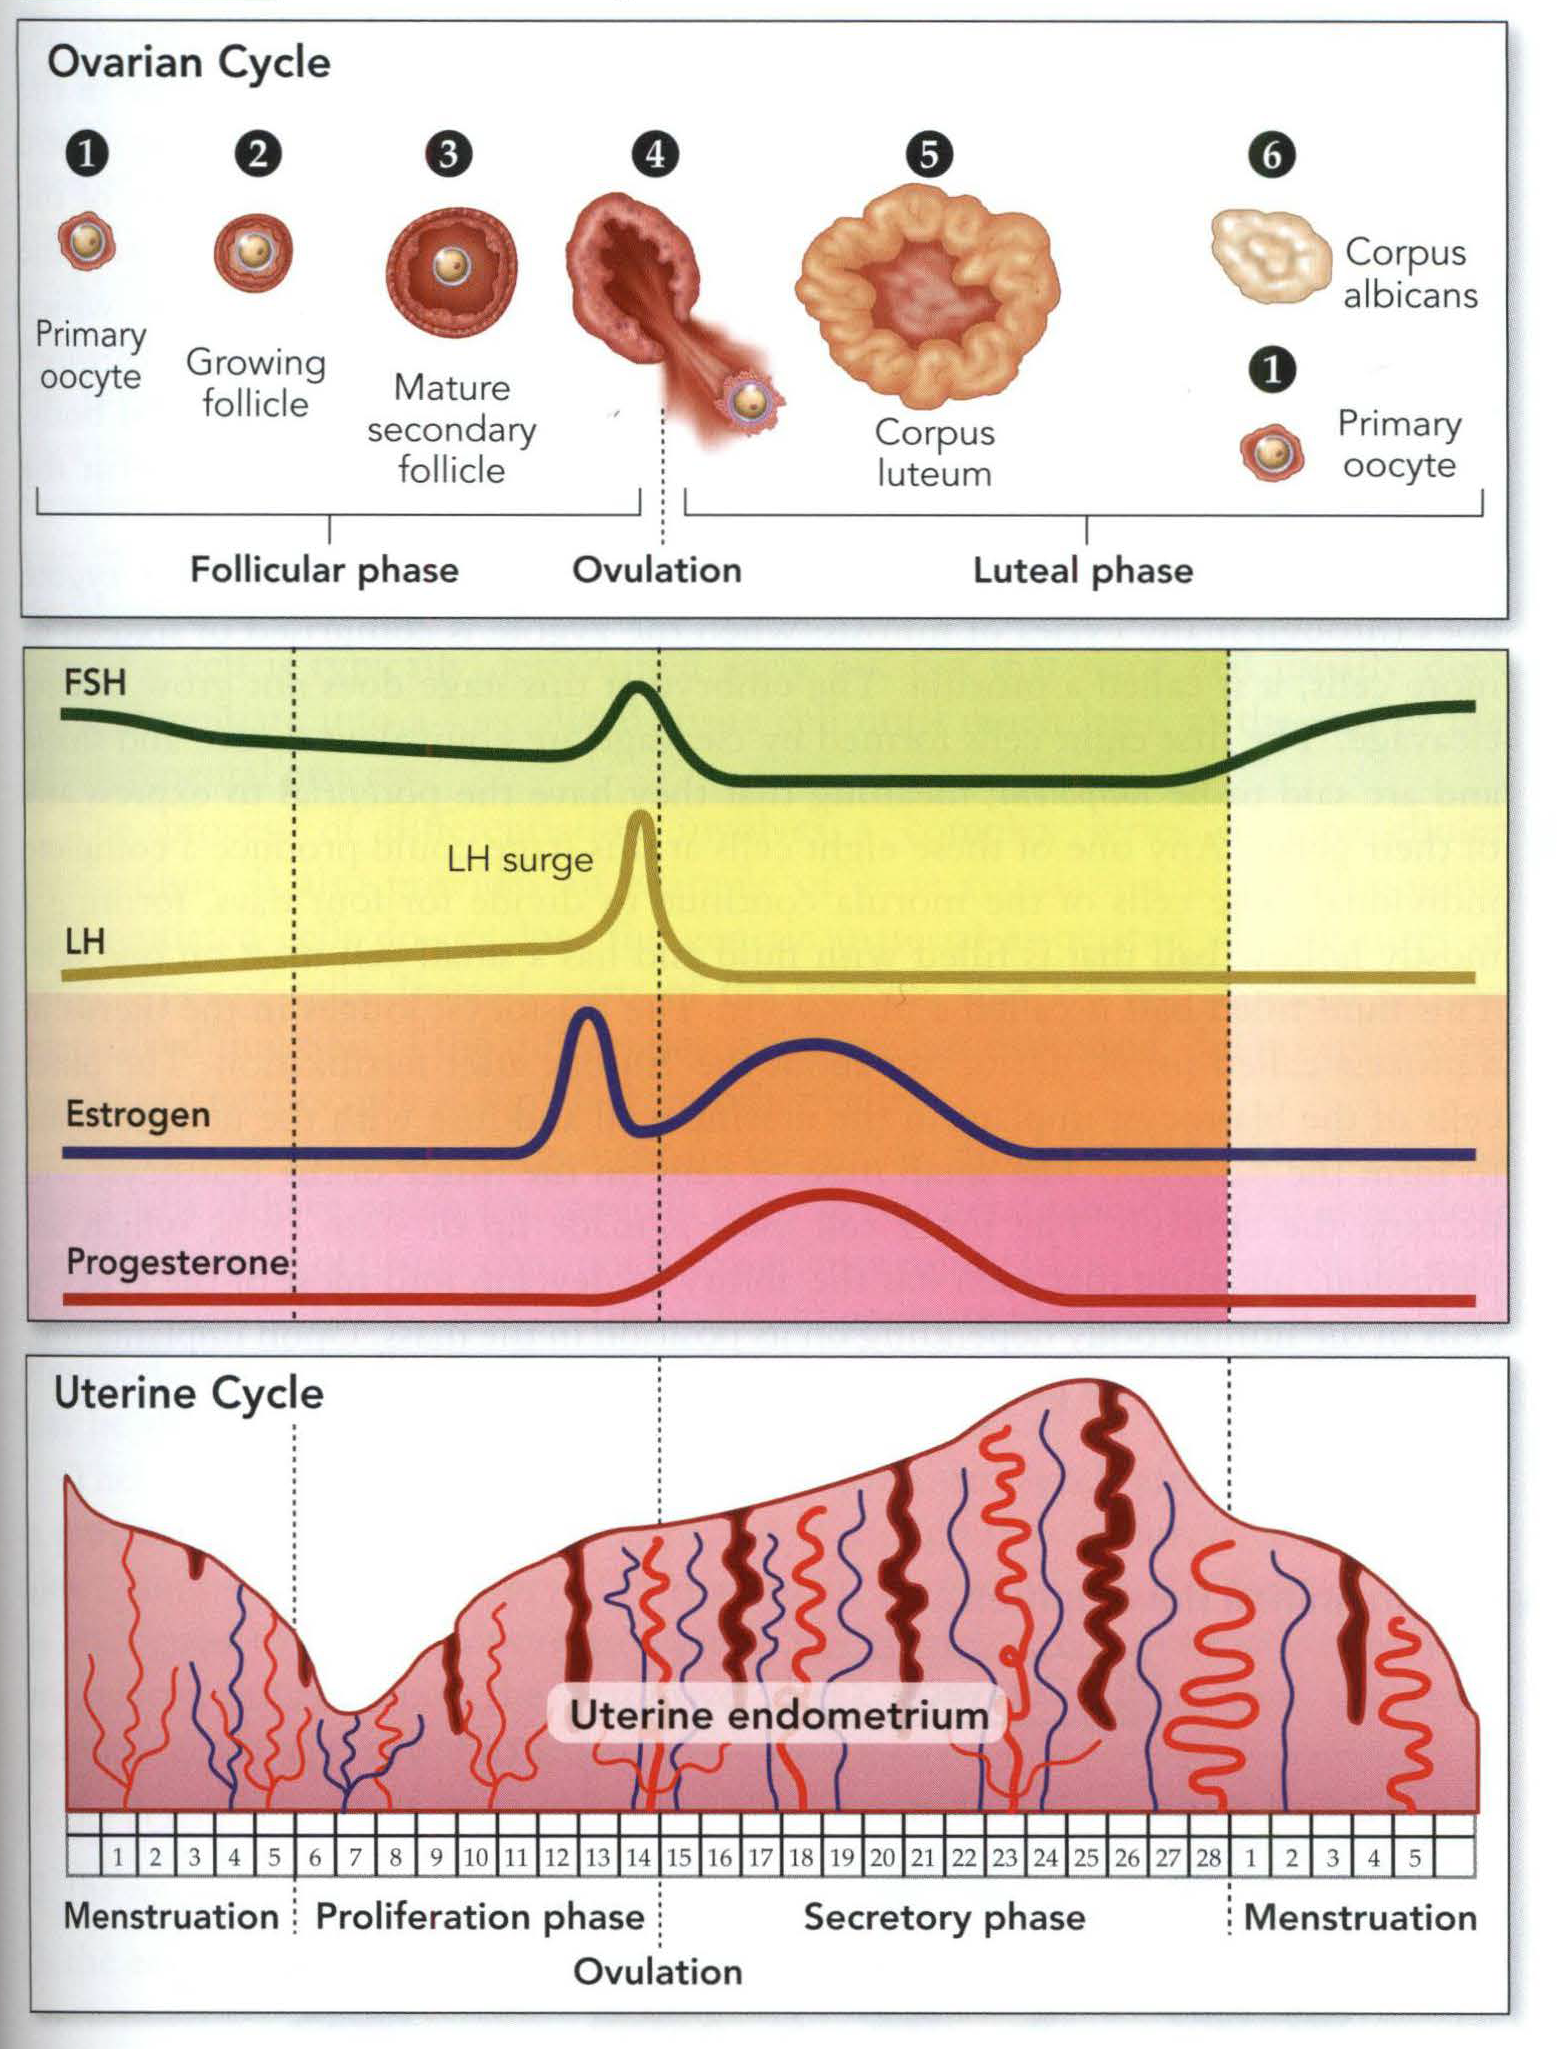 Ovarian Cycle
1 2 3 4 5 6
Primary
oocyte
Growing
follicle
Mature
secondary
follicle
Corpus
luteum
Corpus
albicans
1
Primary
oocyte
Follicular phase
Ovulation
Luteal phase
FSH
LH surge
LH
Estrogen
Progesterone
Uterine Cycle
Uterine endometrium
1 2 3 4 5 6 7 8 9 10 11 12 13 14 15 16 17 18 19 20 21 22 23 24 25 26 27 28 1 2 3 4 5
Menstruation
Proliferation phase
Secretory phase
Menstruation
Ovulation